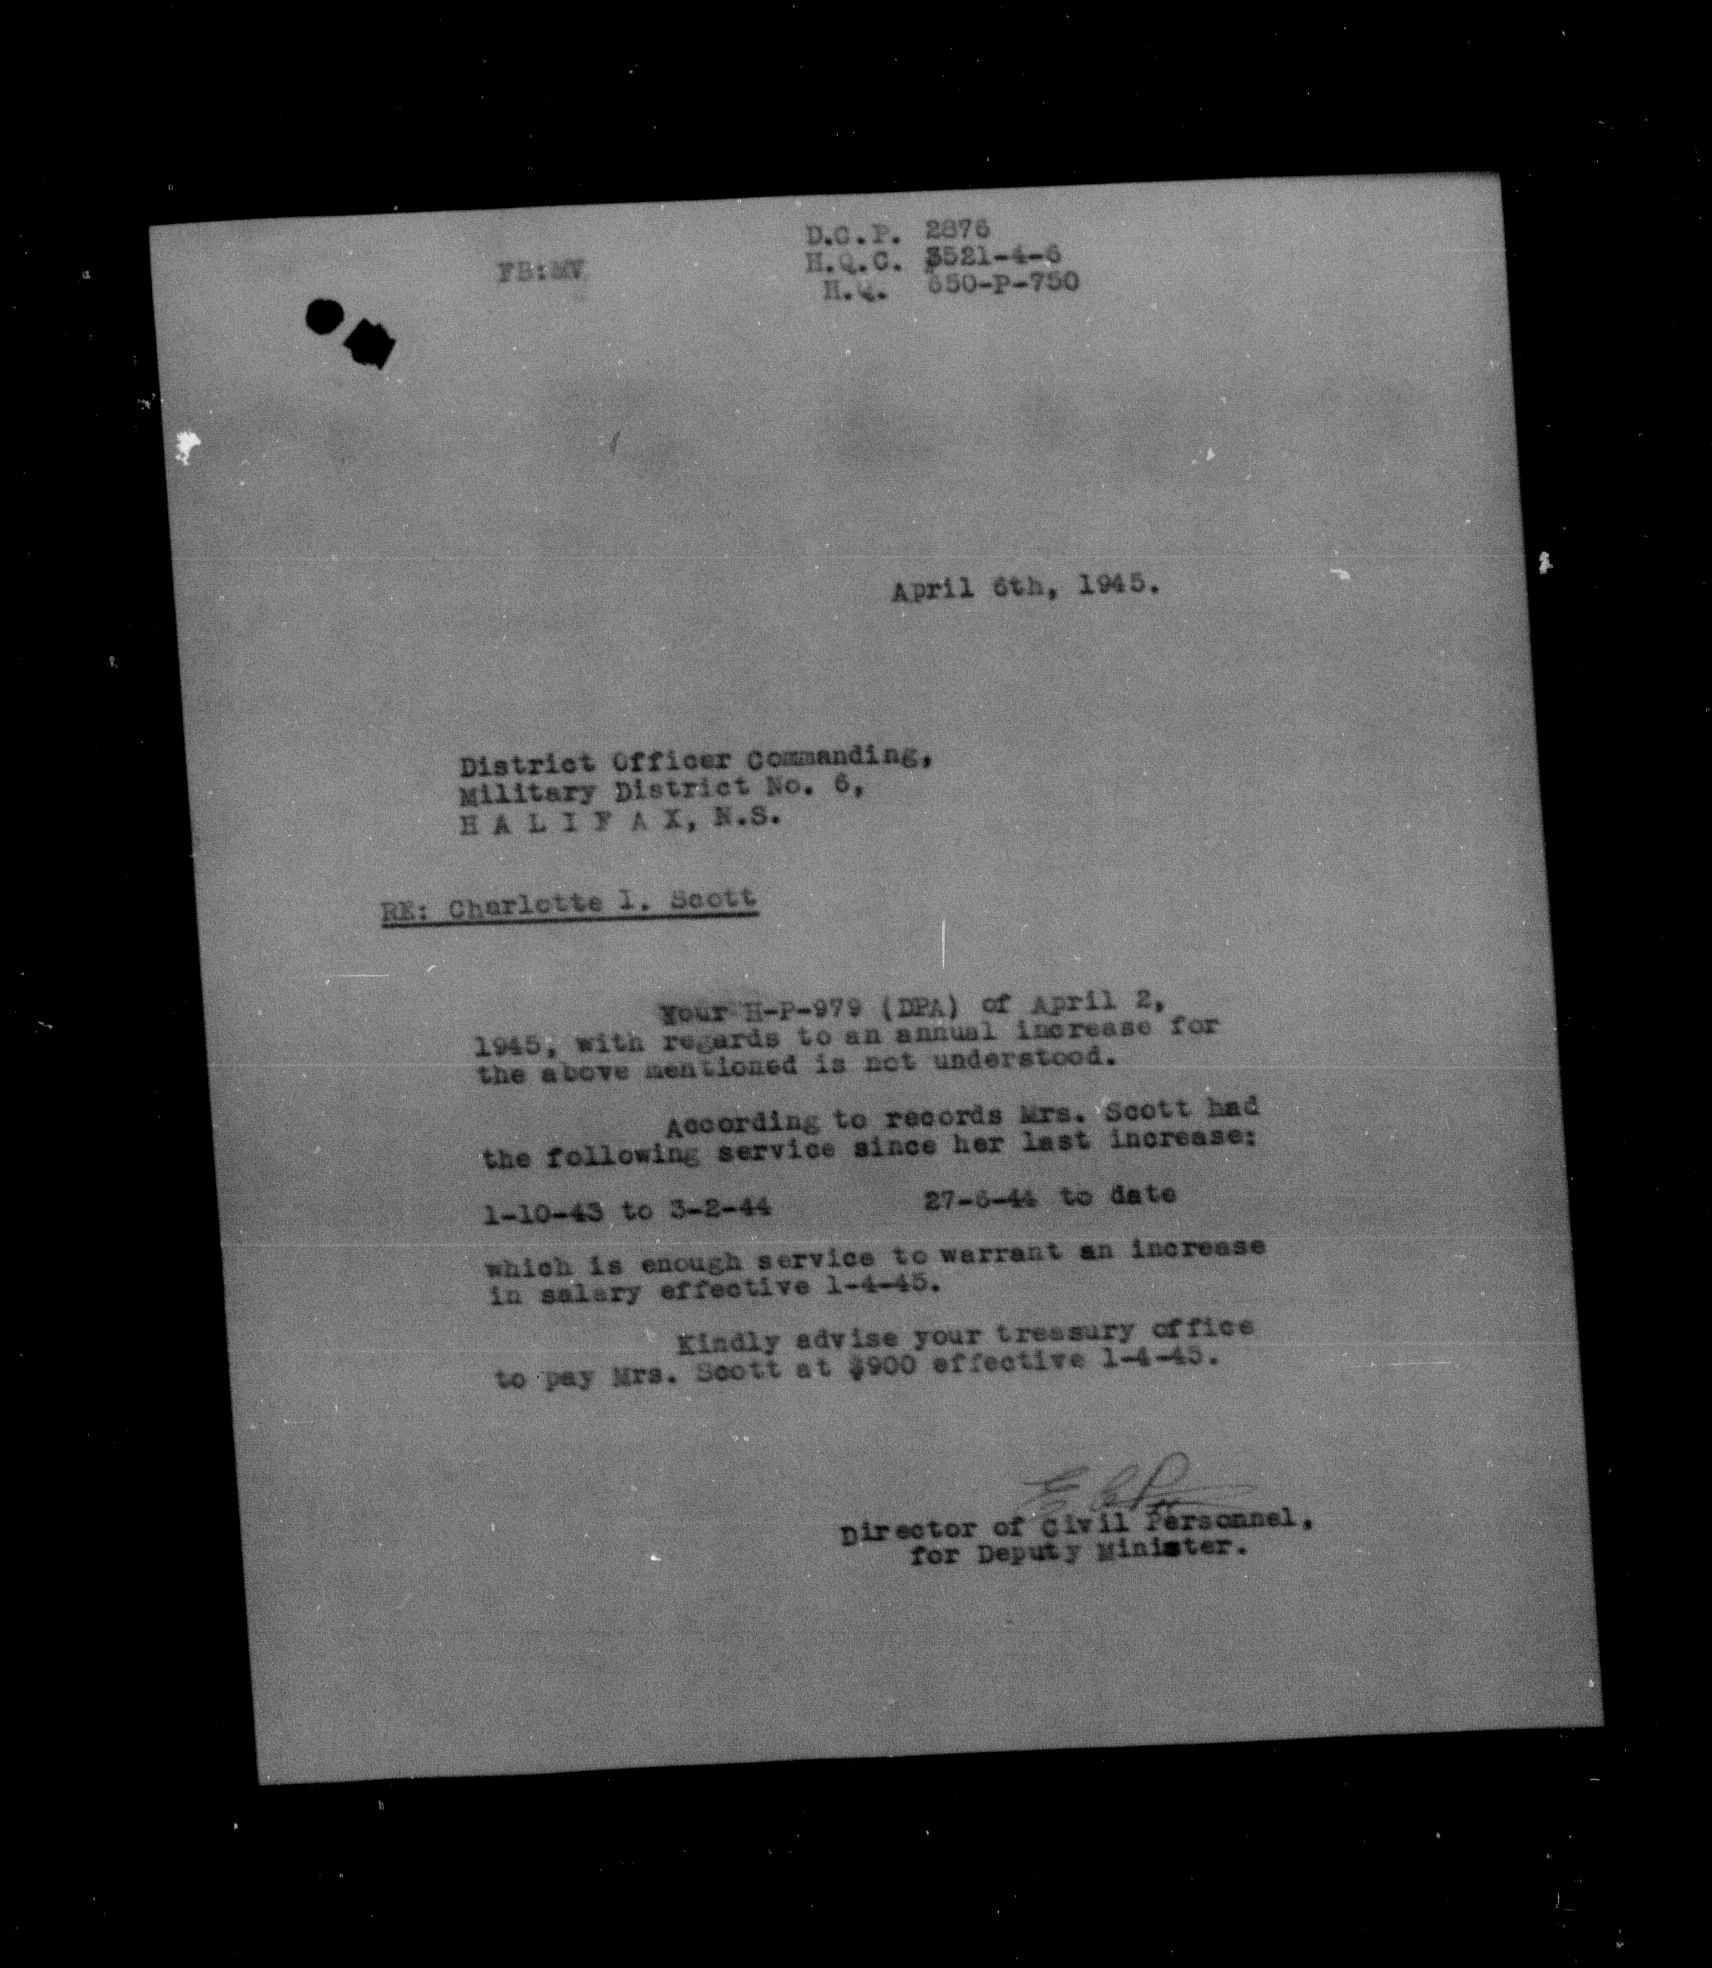 D.C.P. 2876
FB:MV H.Q.C. 3521-4-6
H.Q. 650-P-750
April 6th, 1945.
District Officer Commanding,
Military District No. 6,
H A L I F A X, N.S.
RE: Charlotte I. Scott
Your H-P-979 (DPA) of April 2,
1945, with regards to an annual increase for
the above mentioned is not understood.
According to records Mrs. Scott had
the following service since her last increase:
1-10-43 to 3-2-44 27-6-44 to date
which is enough service to warrant an increase
in salary effective 1-4-45.
Kindly advise your treasury office
to pay Mrs. Scott at $900 effective 1-4-45.
Director of Civil Personnel,
for Deputy Minister.